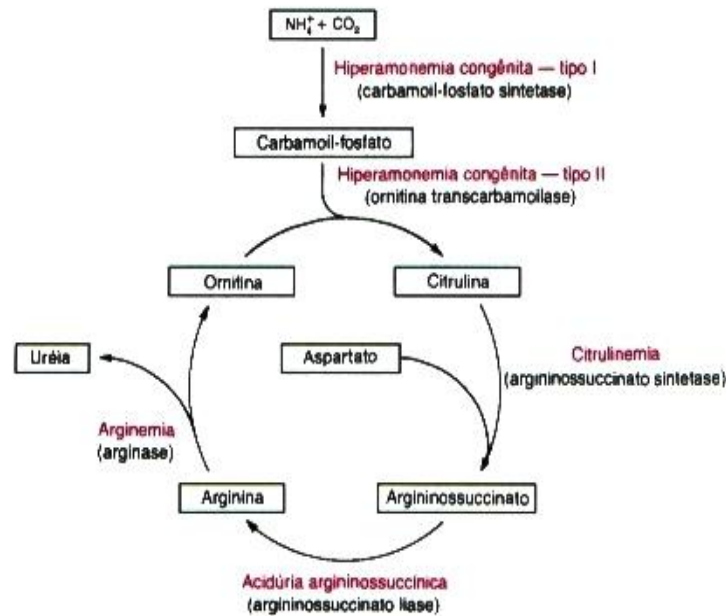 NH₄⁺ + CO₂
Hiperamonemia congênita — tipo I
(carbamoil-fosfato sintetase)
Carbamoil-fosfato
Hiperamonemia congênita — tipo II
(ornitina transcarbamoilase)
Ornitina
Citrulina
Uréia
Aspartato
Citrulinemia
(argininossuccinato sintetase)
Arginemia
(arginase)
Arginina
Argininossuccinato
Acidúria argininossuccínica
(argininossuccinato liase)